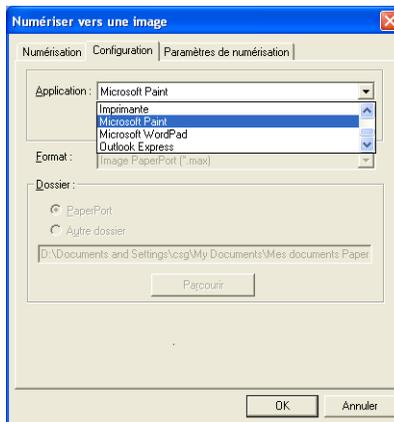 Numériser vers une image
Numérisation Configuration Paramètres de numérisation
Application : Microsoft Paint
Imprimante
Microsoft Paint
Microsoft WordPad
Outlook Express
Format : Image PaperPort (*.max)
Dossier :
PaperPort
Autre dossier
D:\Documents and Settings\csg\My Documents\Mes documents Paper
Parcourir
OK Annuler